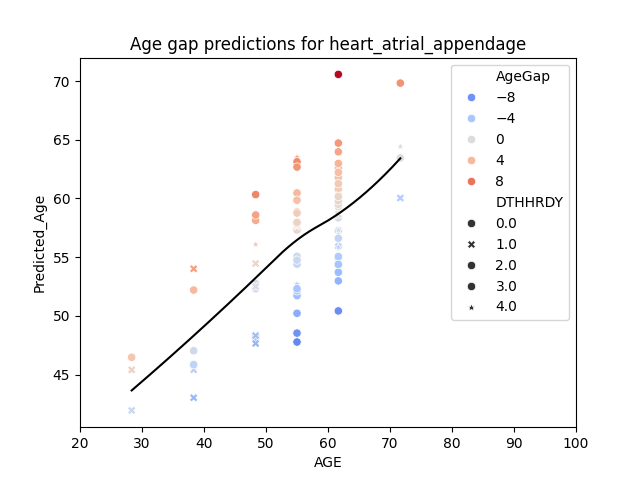 Age gap predictions for heart_atrial_appendage
Predicted_Age
70
65
60
55
50
45
20 30 40 50 60 70 80 90 100
AGE
AgeGap
−8
−4
0
4
8
DTHHRDY
0.0
1.0
2.0
3.0
4.0